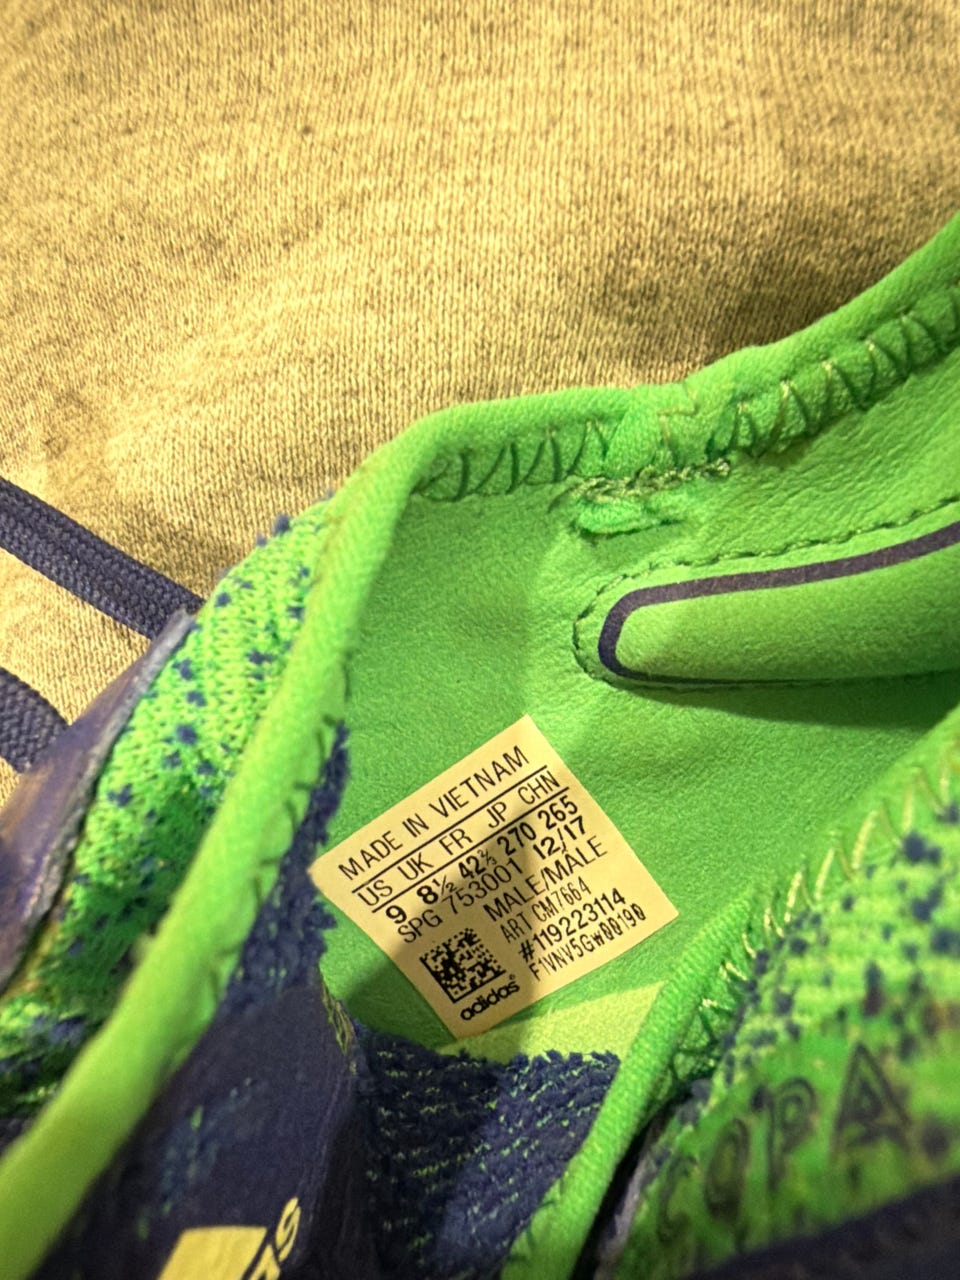 MADE IN VIETNAM
US UK FR JP CHN
9 8½ 42⅔ 270 265
SPG 753001 12/17
MALE/MÂLE
ART CM7664
#119223114
F1VNV5G#00190
adidas
COPA